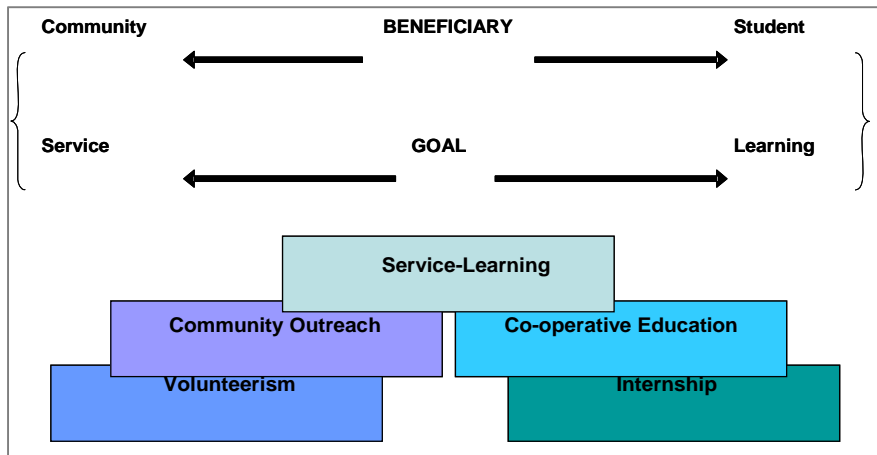 Community BENEFICIARY Student
Service GOAL Learning
Service-Learning
Community Outreach Co-operative Education
Volunteerism Internship